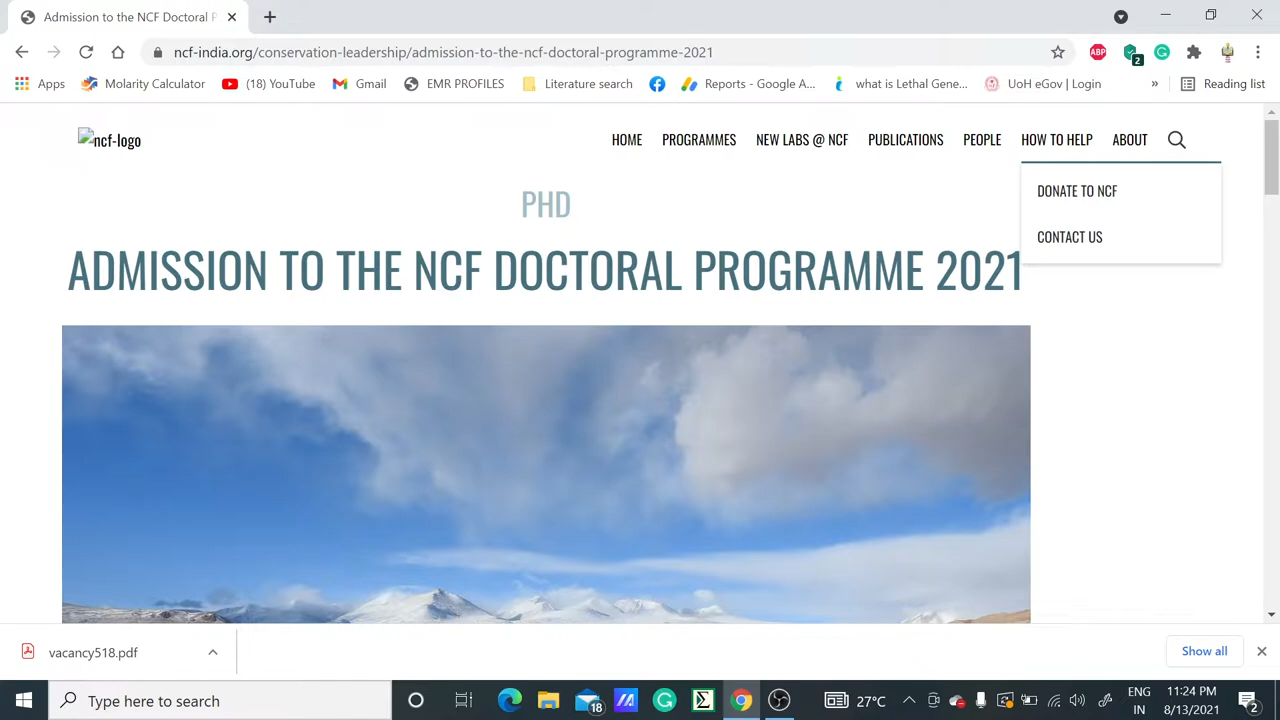 Admission to the NCF Doctoral P
ncf-india.org/conservation-leadership/admission-to-the-ncf-doctoral-programme-2021
ABP
2
Apps
Molarity Calculator
(18) YouTube
Gmail
EMR PROFILES
Literature search
Reports - Google A...
what is Lethal Gene...
UoH eGov | Login
»
Reading list
ncf-logo
HOME
PROGRAMMES
NEW LABS @ NCF
PUBLICATIONS
PEOPLE
HOW TO HELP
ABOUT
DONATE TO NCF
CONTACT US
PHD
ADMISSION TO THE NCF DOCTORAL PROGRAMME 2021
vacancy518.pdf
Show all
Type here to search
18
27°C
ENG
IN
11:24 PM
8/13/2021
2